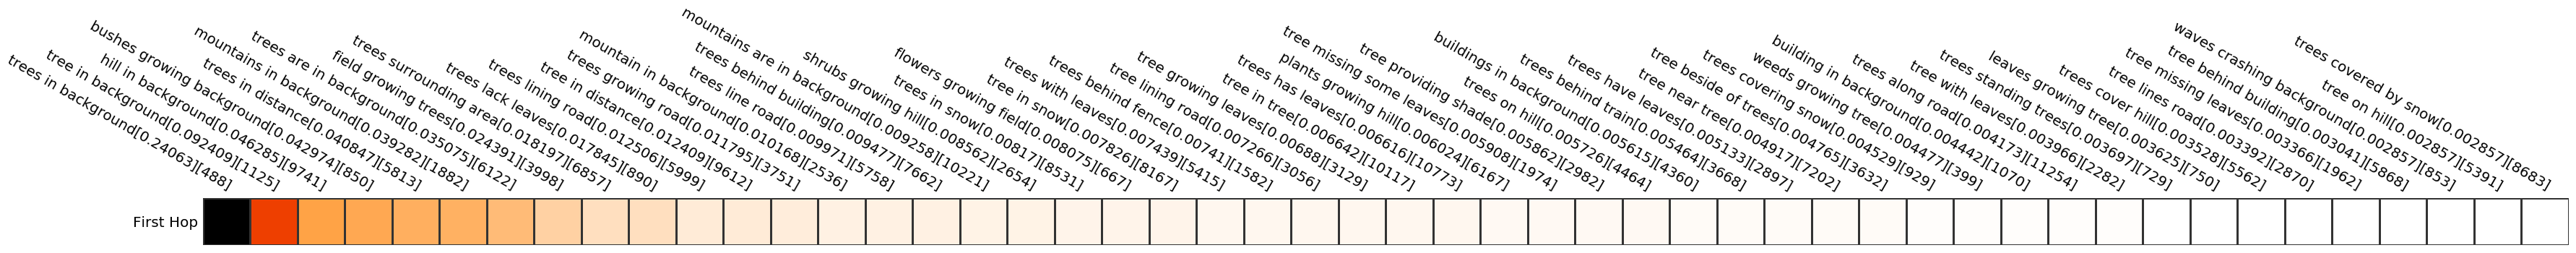 trees in background[0.24063][488]
tree in background[0.092409][1125]
hill in background[0.046285][9741]
bushes growing background[0.042974][850]
trees in distance[0.040847][5813]
mountains in background[0.039282][1882]
trees are in background[0.035075][6122]
field growing trees[0.024391][3998]
trees surrounding area[0.018197][6857]
trees lack leaves[0.017845][890]
trees lining road[0.012506][5999]
tree in distance[0.012409][9612]
trees growing road[0.011795][3751]
mountain in background[0.010168][2536]
trees line road[0.009971][5758]
trees behind building[0.009477][7662]
mountains are in background[0.009258][10221]
shrubs growing hill[0.008562][2654]
trees in snow[0.00817][8531]
flowers growing field[0.008075][667]
tree in snow[0.007826][8167]
trees with leaves[0.007439][5415]
trees behind fence[0.00741][1582]
tree lining road[0.007266][3056]
tree growing leaves[0.00688][3129]
tree in tree[0.006642][10117]
trees has leaves[0.006616][10773]
plants growing hill[0.006024][6167]
tree missing some leaves[0.005908][1974]
tree providing shade[0.005862][2982]
trees on hill[0.005726][4464]
buildings in background[0.005615][4360]
trees behind train[0.005464][3668]
trees have leaves[0.005133][2897]
tree near tree[0.004917][7202]
tree beside of trees[0.004765][3632]
trees covering snow[0.004529][929]
weeds growing tree[0.004477][399]
building in background[0.004442][1070]
trees along road[0.004173][11254]
tree with leaves[0.003966][2282]
trees standing trees[0.003697][729]
leaves growing tree[0.003625][750]
trees cover hill[0.003528][5562]
tree lines road[0.003392][2870]
tree missing leaves[0.003366][1962]
tree behind building[0.003041][5868]
waves crashing background[0.002857][853]
tree on hill[0.002857][5391]
trees covered by snow[0.002857][8683]
First Hop